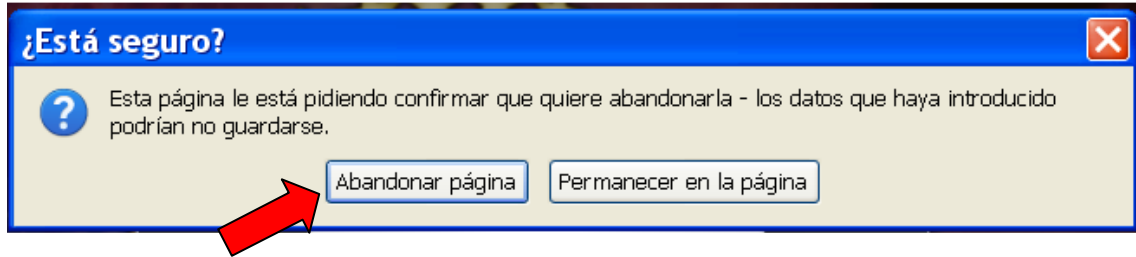 ¿Está seguro?
Esta página le está pidiendo confirmar que quiere abandonarla - los datos que haya introducido
podrían no guardarse.
Abandonar página Permanecer en la página